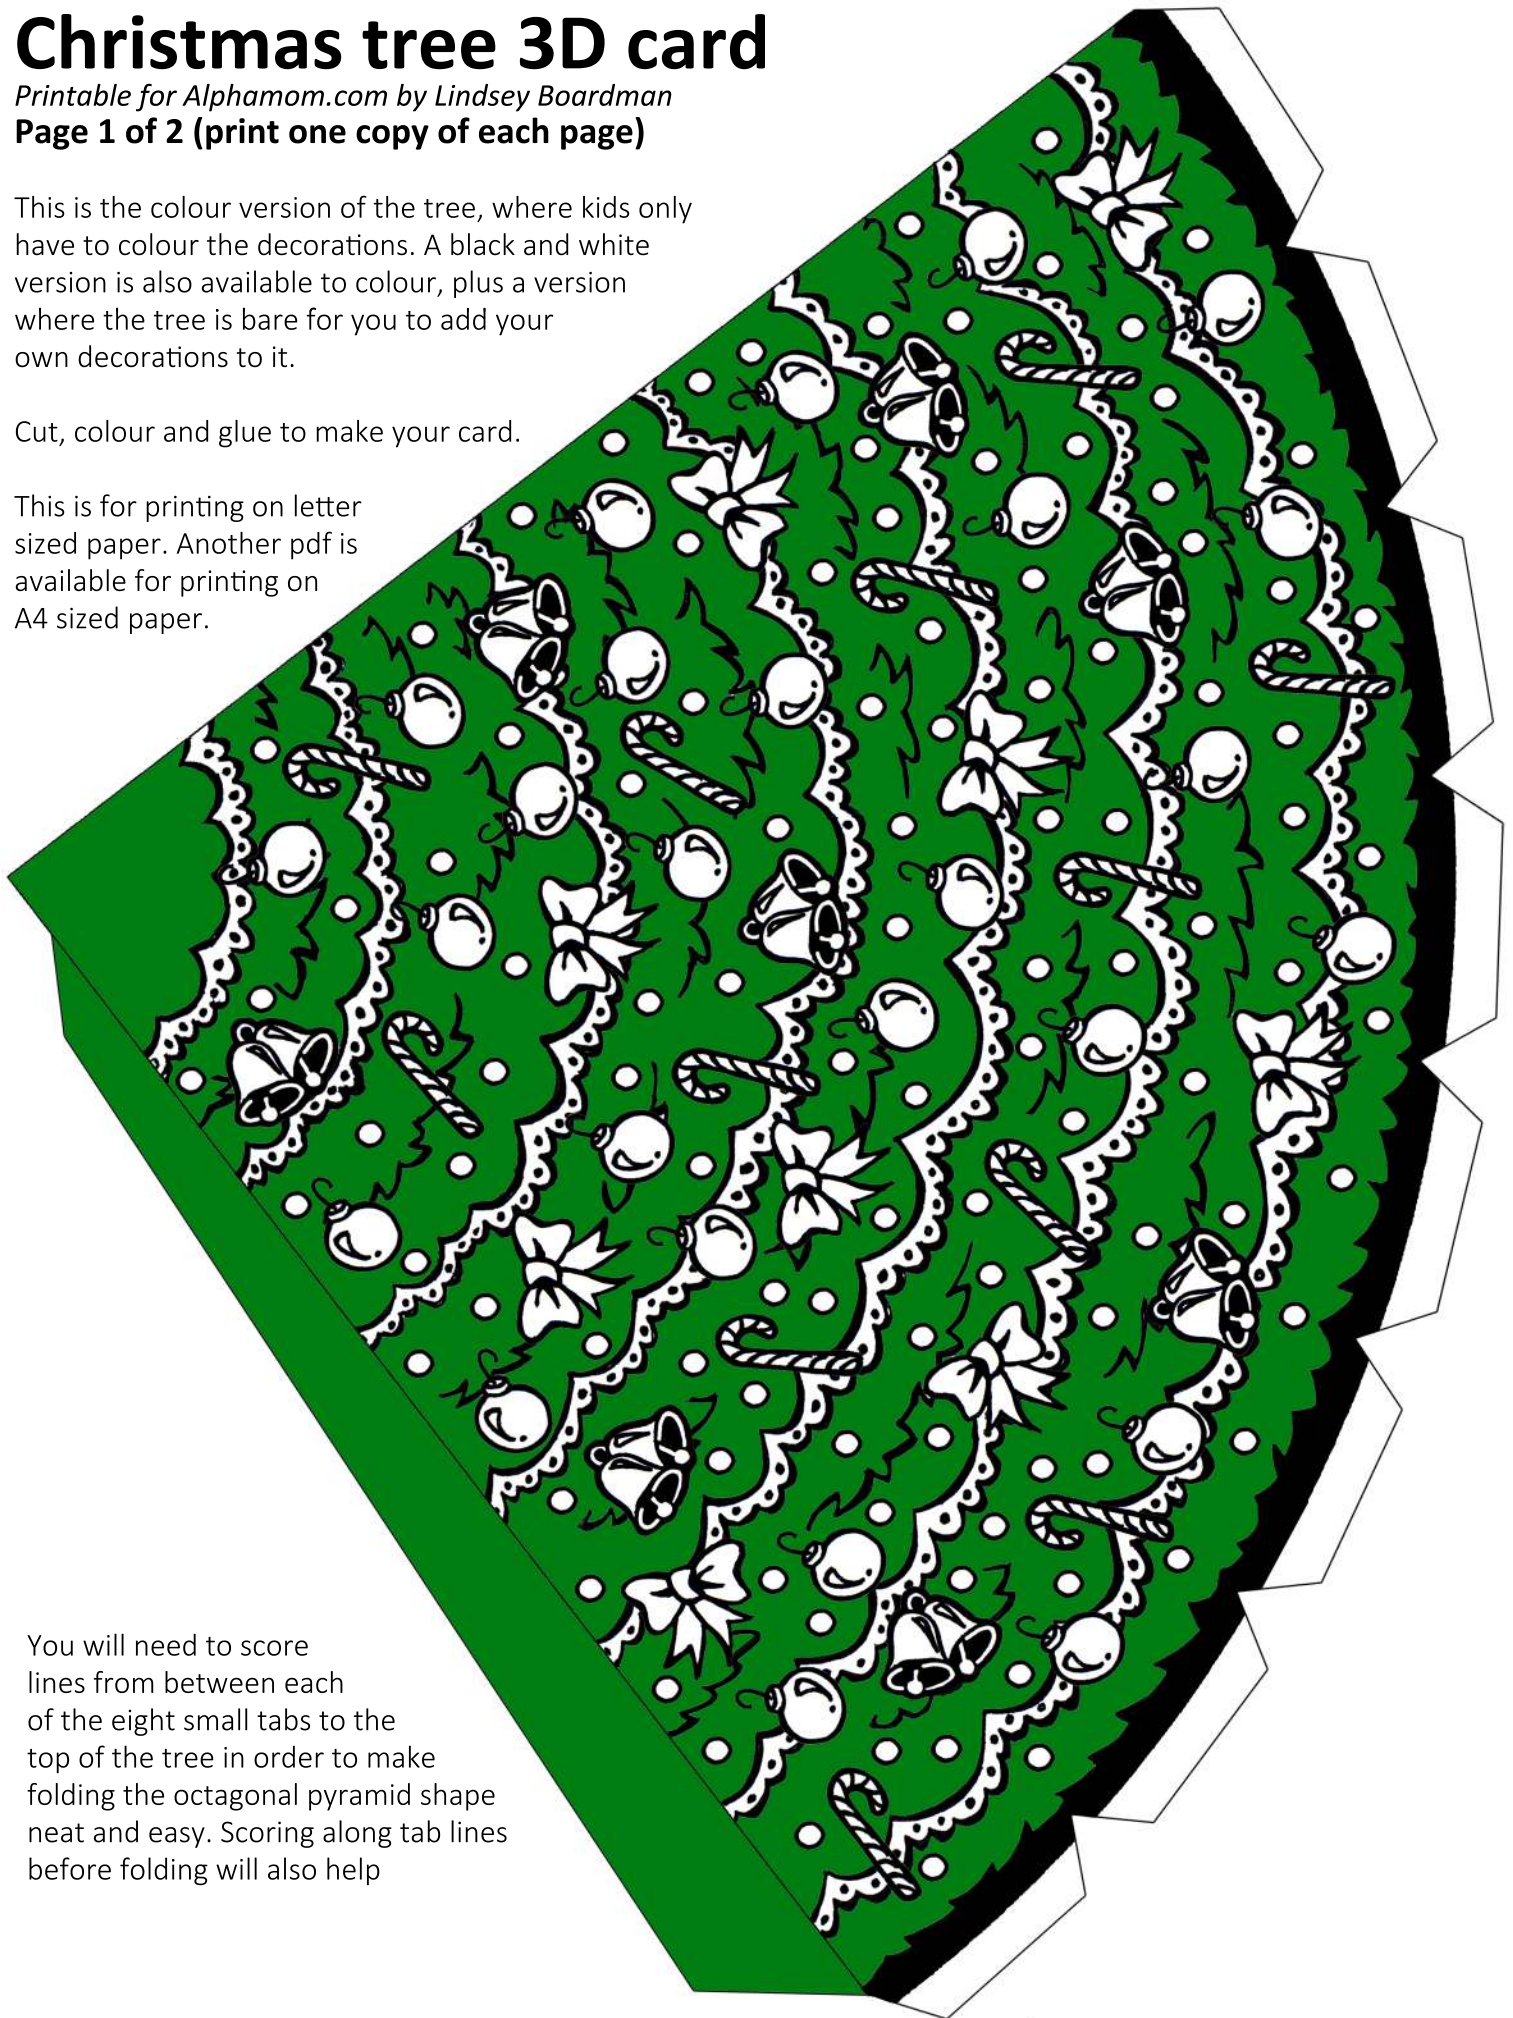 Christmas tree 3D card
Printable for Alphamom.com by Lindsey Boardman
Page 1 of 2 (print one copy of each page)
This is the colour version of the tree, where kids only
have to colour the decorations. A black and white
version is also available to colour, plus a version
where the tree is bare for you to add your
own decorations to it.
Cut, colour and glue to make your card.
This is for printing on letter
sized paper. Another pdf is
available for printing on
A4 sized paper.
You will need to score
lines from between each
of the eight small tabs to the
top of the tree in order to make
folding the octagonal pyramid shape
neat and easy. Scoring along tab lines
before folding will also help